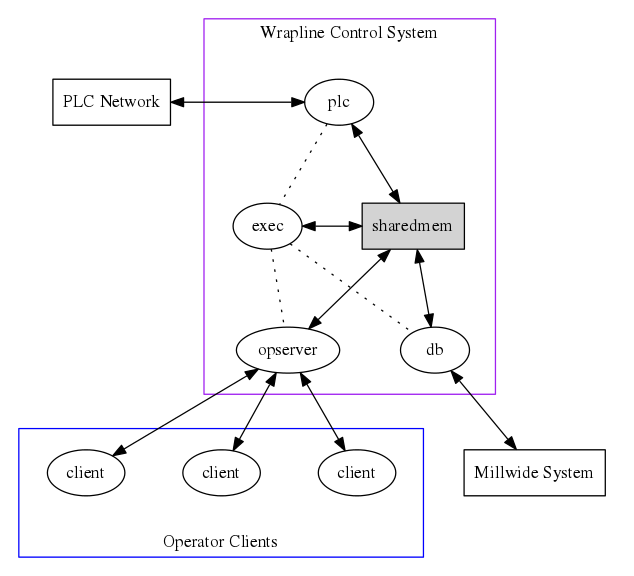 Wrapline Control System
PLC Network
plc
exec
sharedmem
opserver
db
client
client
client
Millwide System
Operator Clients